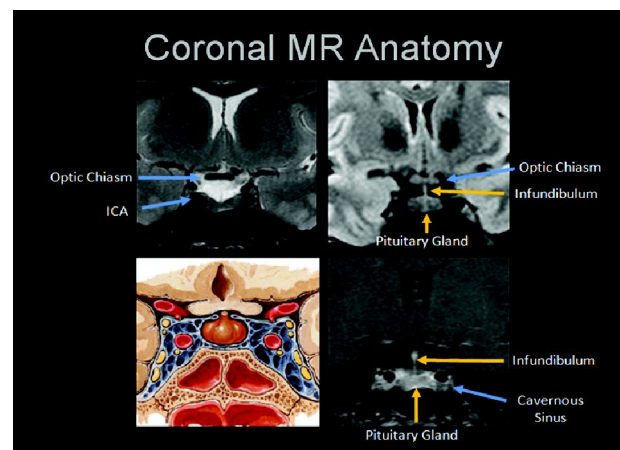 Coronal MR Anatomy
Optic Chiasm
ICA
Optic Chiasm
Infundibulum
Pituitary Gland
Infundibulum
Cavernous
Sinus
Pituitary Gland